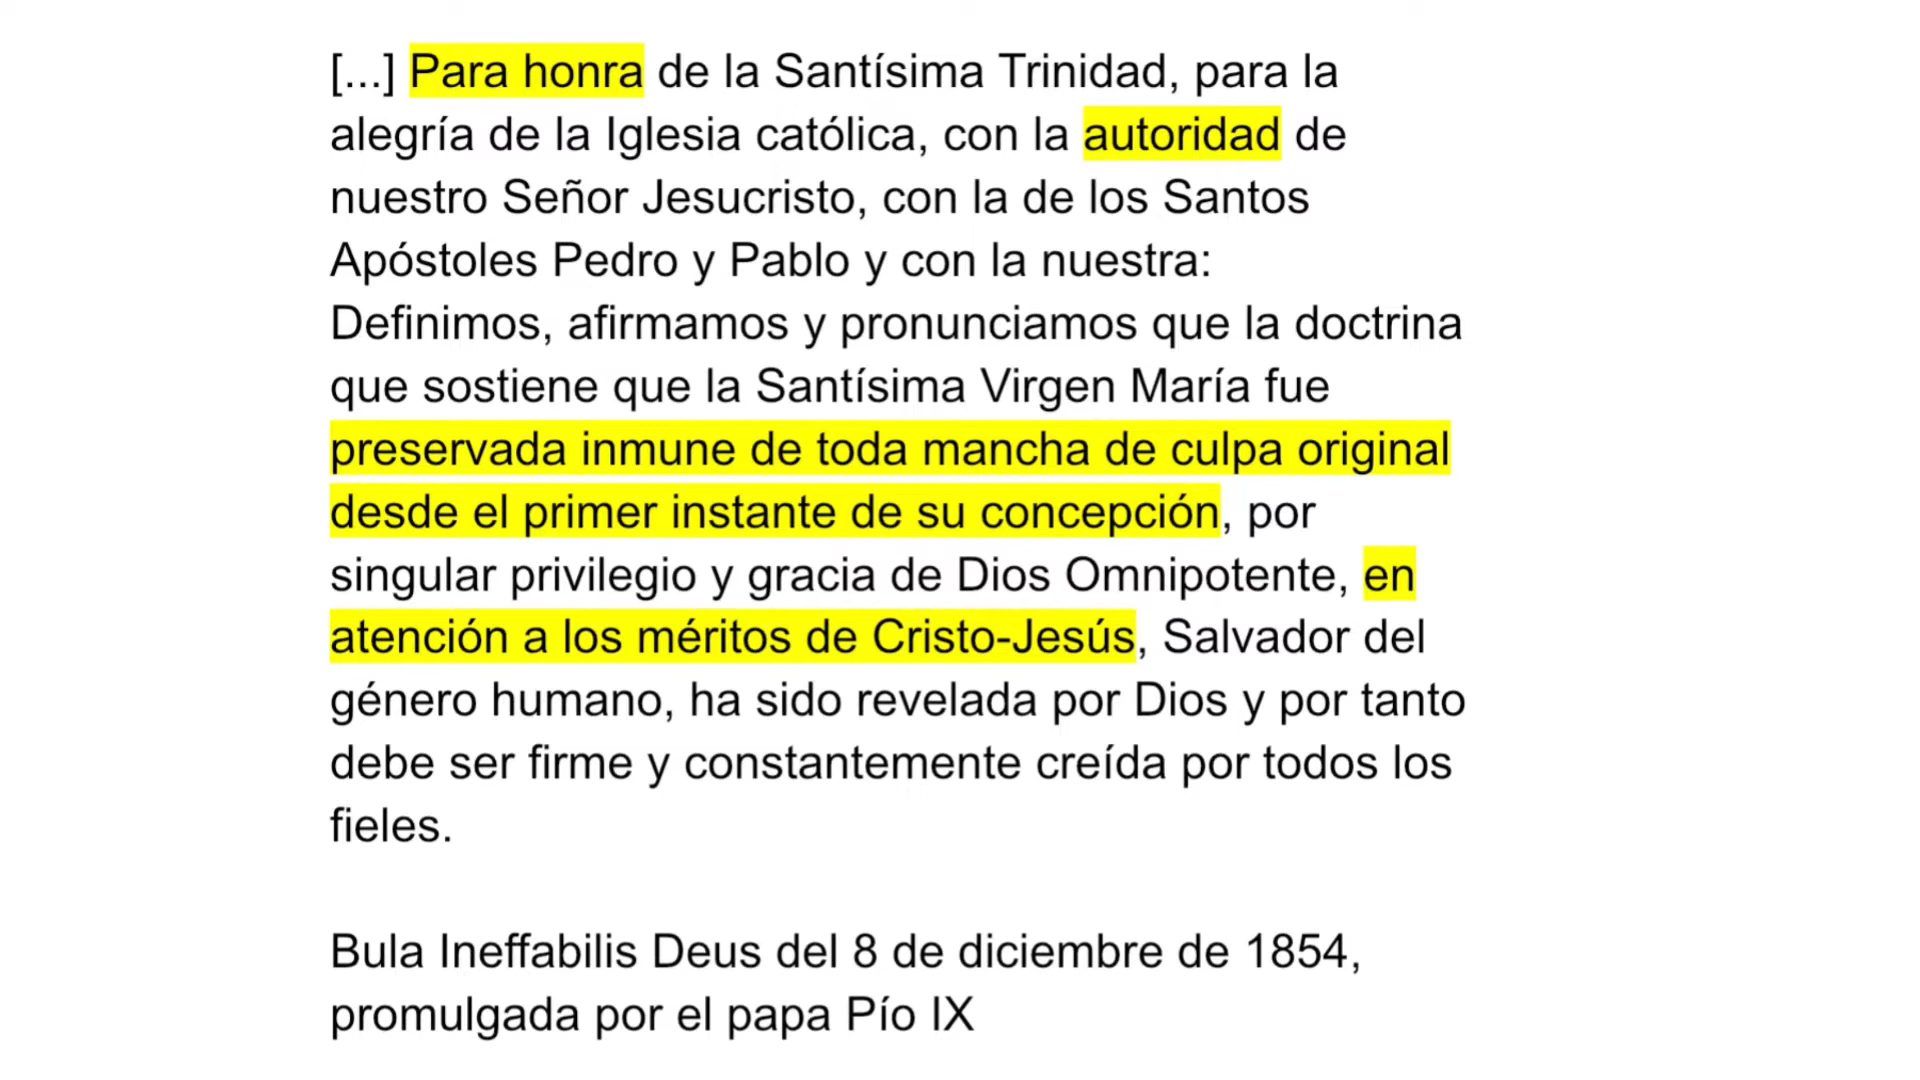 [...] Para honra de la Santísima Trinidad, para la
alegría de la Iglesia católica, con la autoridad de
nuestro Señor Jesucristo, con la de los Santos
Apóstoles Pedro y Pablo y con la nuestra:
Definimos, afirmamos y pronunciamos que la doctrina
que sostiene que la Santísima Virgen María fue
preservada inmune de toda mancha de culpa original
desde el primer instante de su concepción, por
singular privilegio y gracia de Dios Omnipotente, en
atención a los méritos de Cristo-Jesús, Salvador del
género humano, ha sido revelada por Dios y por tanto
debe ser firme y constantemente creída por todos los
fieles.
Bula Ineffabilis Deus del 8 de diciembre de 1854,
promulgada por el papa Pío IX